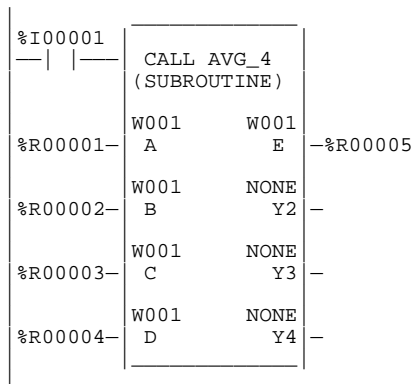 %I00001
CALL AVG_4
(SUBROUTINE)
W001 W001
%R00001 A E %R00005
W001 NONE
%R00002 B Y2
W001 NONE
%R00003 C Y3
W001 NONE
%R00004 D Y4